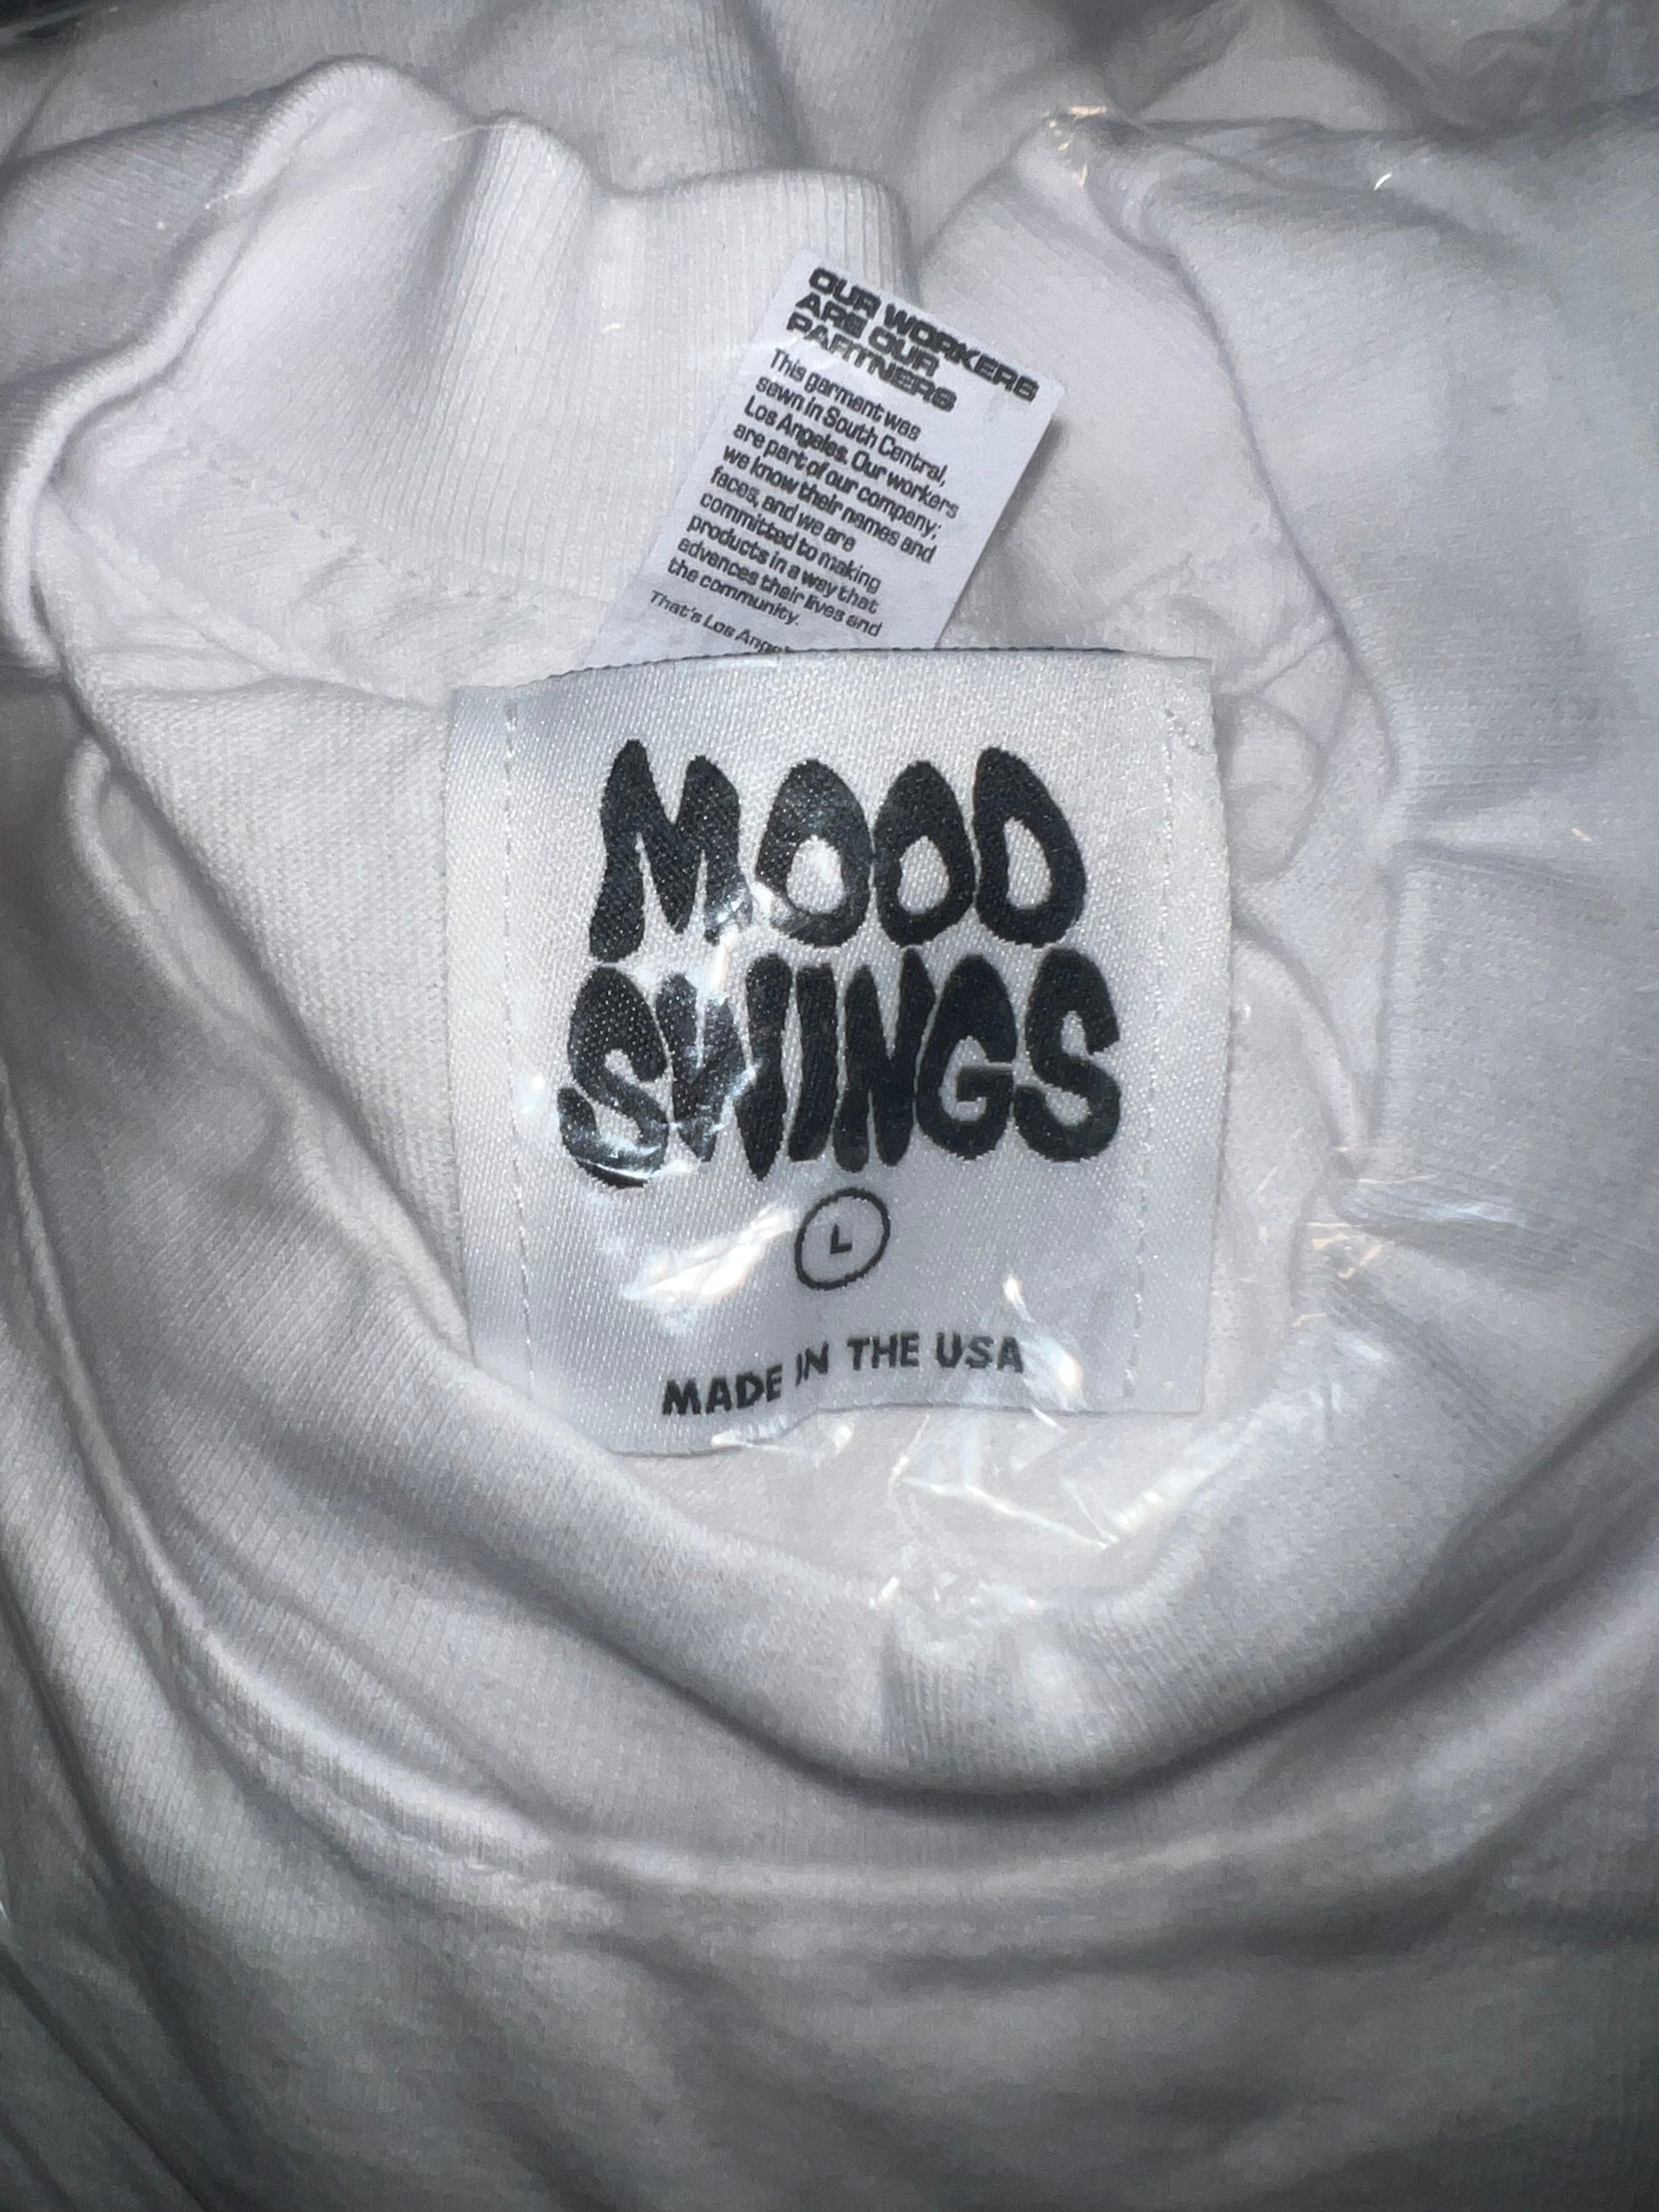 OUR WORKERS
ARE OUR
PARTNERS
This garment was
sewn in South Central,
Los Angeles. Our workers
are part of our company;
we know their names and
faces, and we are
committed to making
products in a way that
advances their lives and
the community.
That's Los
MOOD
SWINGS
L
MADE IN THE USA